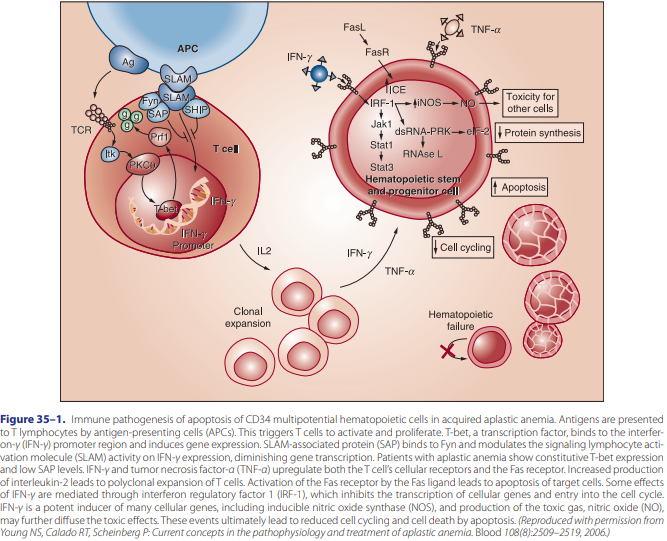 APC
Ag
SLAM
SLAM
Fyn
SAP
SHIP
TCR
g
g
g
Prf1
Itk
PKCθ
T cell
T-bet
IFN-γ
IFN-γ
Promoter
FasL
FasR
TNF-α
IFN-γ
ICE
IRF-1
iNOS
NO
Toxicity for
other cells
Jak1
dsRNA-PRK
eIF-2
Protein synthesis
Stat1
RNAse L
Stat3
Hematopoietic stem
and progenitor cell
Apoptosis
Cell cycling
IL2
IFN-γ
TNF-α
Clonal
expansion
Hematopoietic
failure
Figure 35–1. Immune pathogenesis of apoptosis of CD34 multipotential hematopoietic cells in acquired aplastic anemia. Antigens are presented
to T lymphocytes by antigen-presenting cells (APCs). This triggers T cells to activate and proliferate. T-bet, a transcription factor, binds to the interfer-
on-γ (IFN-γ) promoter region and induces gene expression. SLAM-associated protein (SAP) binds to Fyn and modulates the signaling lymphocyte acti-
vation molecule (SLAM) activity on IFN-γ expression, diminishing gene transcription. Patients with aplastic anemia show constitutive T-bet expression
and low SAP levels. IFN-γ and tumor necrosis factor-α (TNF-α) upregulate both the T cell's cellular receptors and the Fas receptor. Increased production
of interleukin-2 leads to polyclonal expansion of T cells. Activation of the Fas receptor by the Fas ligand leads to apoptosis of target cells. Some effects
of IFN-γ are mediated through interferon regulatory factor 1 (IRF-1), which inhibits the transcription of cellular genes and entry into the cell cycle.
IFN-γ is a potent inducer of many cellular genes, including inducible nitric oxide synthase (NOS), and production of the toxic gas, nitric oxide (NO),
may further diffuse the toxic effects. These events ultimately lead to reduced cell cycling and cell death by apoptosis. (Reproduced with permission from
Young NS, Calado RT, Scheinberg P: Current concepts in the pathophysiology and treatment of aplastic anemia. Blood 108(8):2509–2519, 2006.)